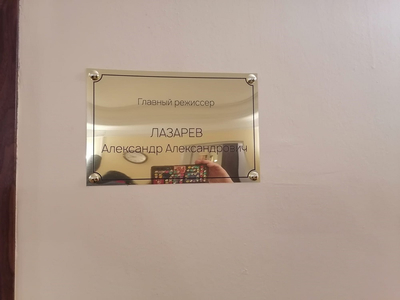 Главный режиссер
ЛАЗАРЕВ
Александр Александрович